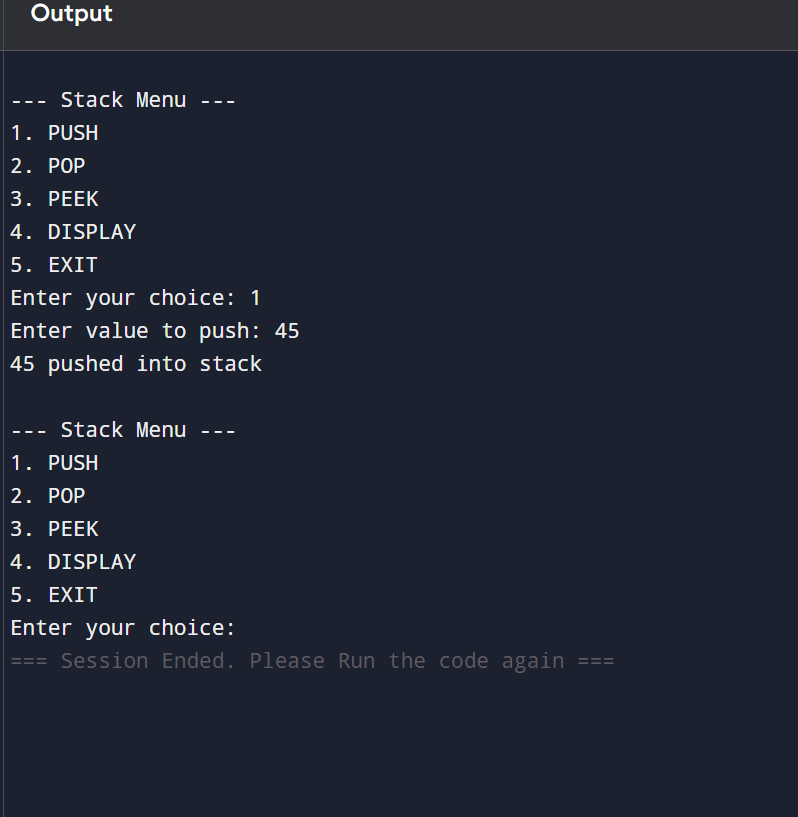 Output
--- Stack Menu ---
1. PUSH
2. POP
3. PEEK
4. DISPLAY
5. EXIT
Enter your choice: 1
Enter value to push: 45
45 pushed into stack
--- Stack Menu ---
1. PUSH
2. POP
3. PEEK
4. DISPLAY
5. EXIT
Enter your choice:
=== Session Ended. Please Run the code again ===